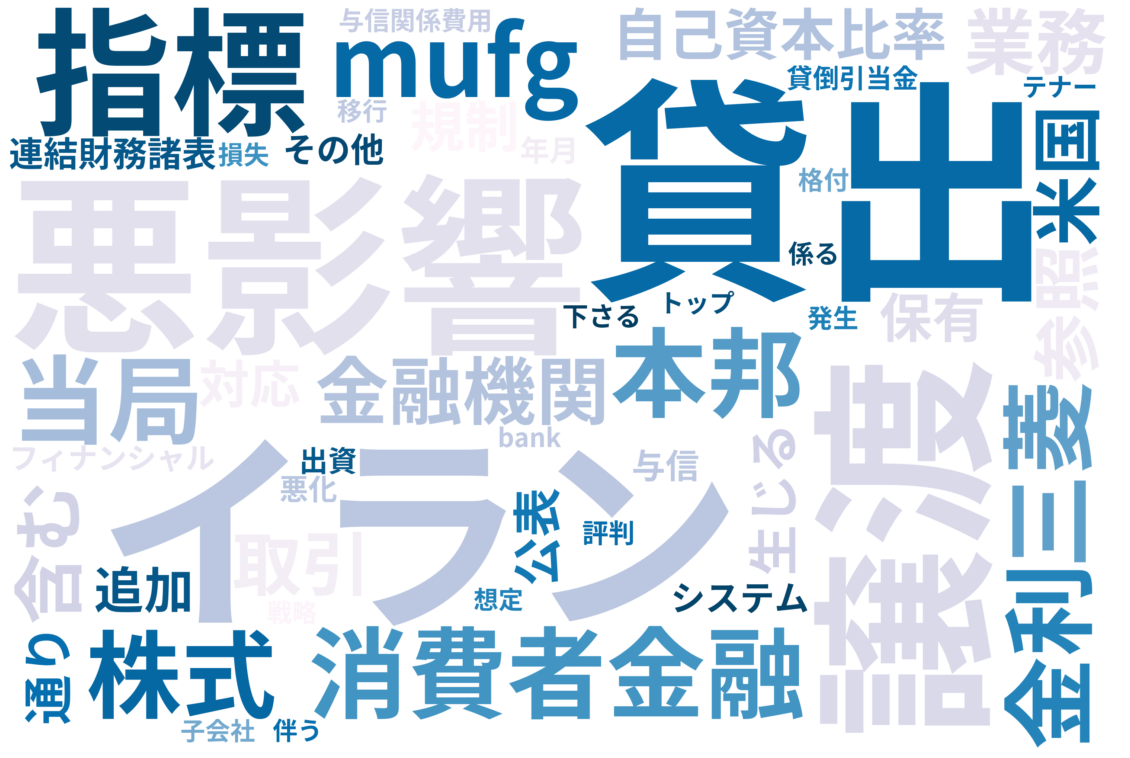 指標
与信関係費用
mufg
自己資本比率
業務
移行
規制
年月
貸倒引当金
テナー
連結財務諸表
損失
その他
貸出
米国
格付
悪影響
係る
参照
下さる
トップ
発生
保有
当局
対応
金融機関
本邦
bank
譲渡
三菱
金利
フィナンシャル
出資
悪化
イラン
与信
生じる
含む
公表
評判
取引
追加
想定
システム
戦略
通り
株式
消費者金融
子会社
伴う